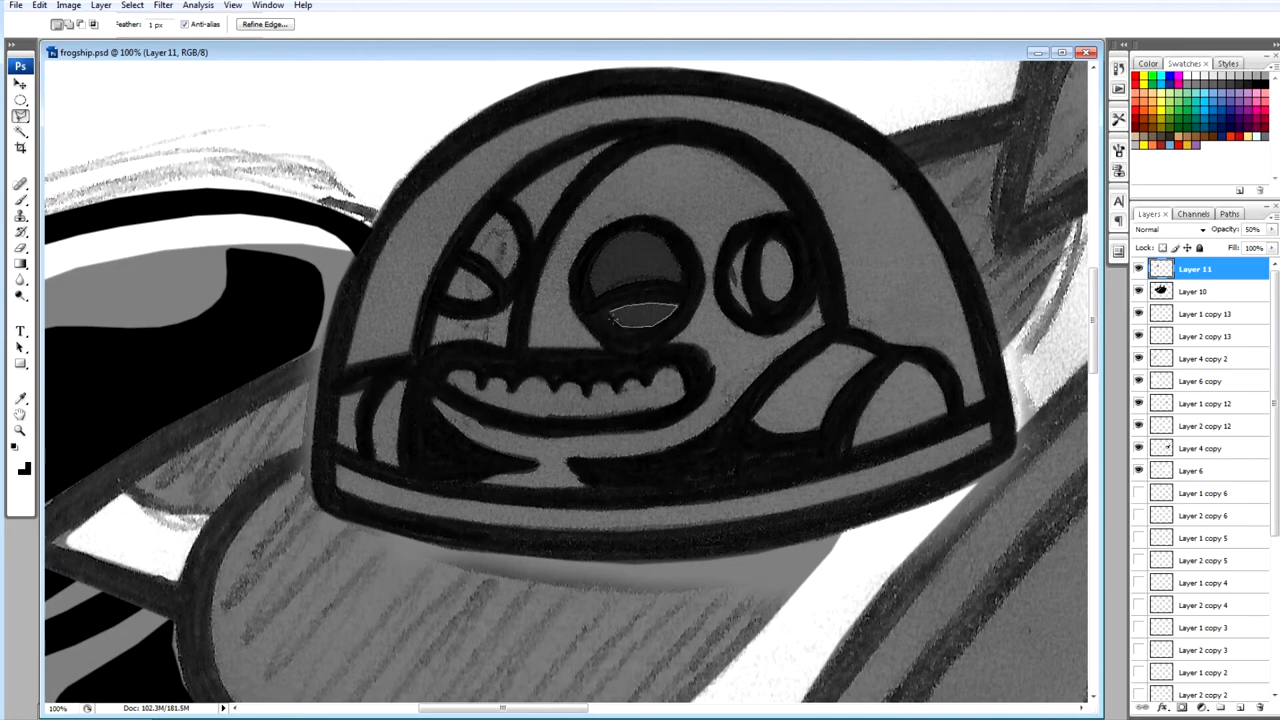 File Edit Image Layer Select Filter Analysis View Window Help
Feather: 1 px Anti-alias Refine Edge...
Ps frogship.psd @ 100% (Layer 11, RGB/8)
Color Swatches Styles
Layers Channels Paths
Normal Opacity: 50%
Lock: Fill: 100%
Layer 11
Layer 10
Layer 1 copy 13
Layer 2 copy 13
Layer 4 copy 2
Layer 6 copy
Layer 1 copy 12
Layer 2 copy 12
Layer 4 copy
Layer 6
Layer 1 copy 6
Layer 2 copy 6
Layer 1 copy 5
Layer 2 copy 5
Layer 1 copy 4
Layer 2 copy 4
Layer 1 copy 3
Layer 2 copy 3
Layer 1 copy 2
Layer 2 copy 2
100% Doc: 102.3M/181.5M